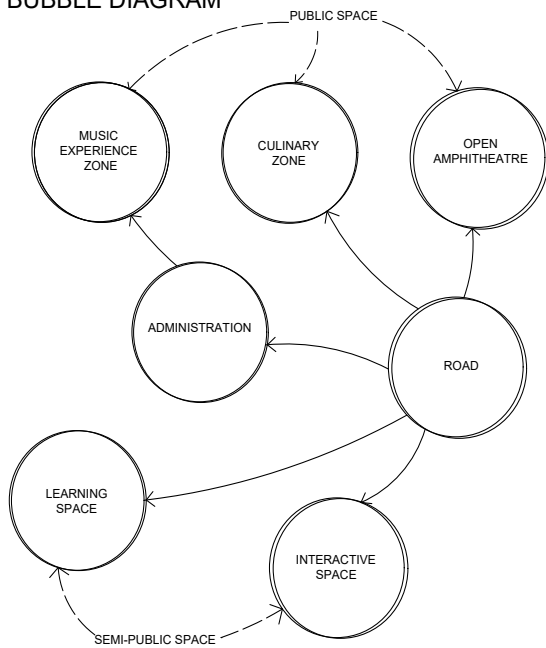 BUBBLE DIAGRAM
PUBLIC SPACE
MUSIC
EXPERIENCE
ZONE
CULINARY
ZONE
OPEN
AMPHITHEATRE
ADMINISTRATION
ROAD
LEARNING
SPACE
INTERACTIVE
SPACE
SEMI-PUBLIC SPACE